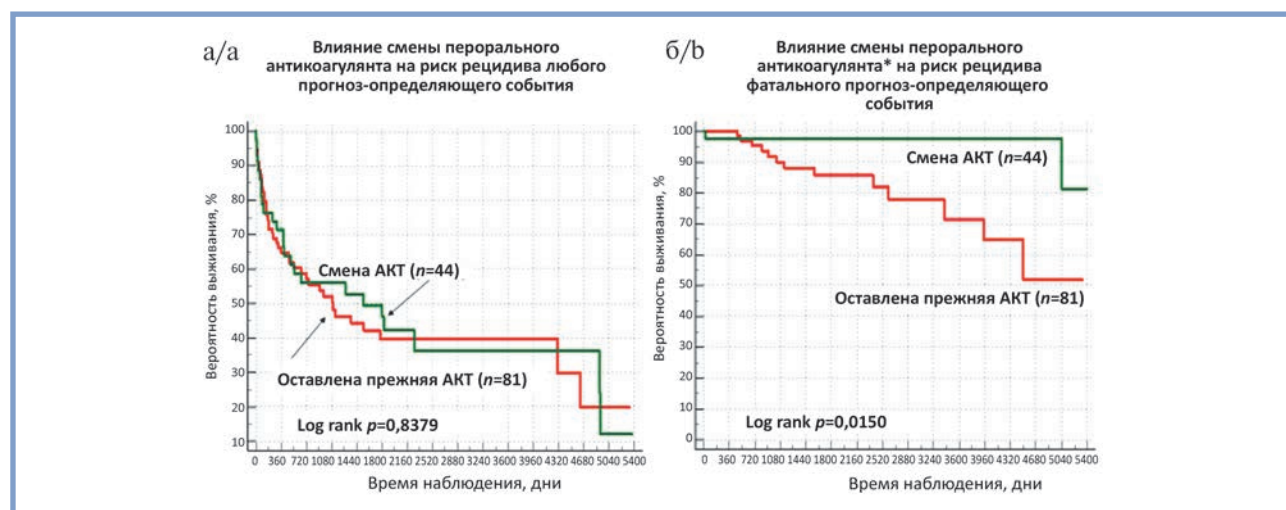 а/a
Влияние смены перорального
антикоагулянта на риск рецидива любого
прогноз-определяющего события
Вероятность выживания, %
100
90
80
70
60
50
40
30
20
10
Смена АКТ (n=44)
Оставлена прежняя АКТ (n=81)
Log rank p=0,8379
0 360 720 1080 1440 1800 2160 2520 2880 3240 3600 3960 4320 4680 5040 5400
Время наблюдения, дни
б/b
Влияние смены перорального
антикоагулянта* на риск рецидива
фатального прогноз-определяющего
события
Вероятность выживания, %
100
90
80
70
60
50
40
30
20
10
0
Смена АКТ (n=44)
Оставлена прежняя АКТ (n=81)
Log rank p=0,0150
0 360 720 1080 1440 1800 2160 2520 2880 3240 3600 3960 4320 4680 5040 5400
Время наблюдения, дни